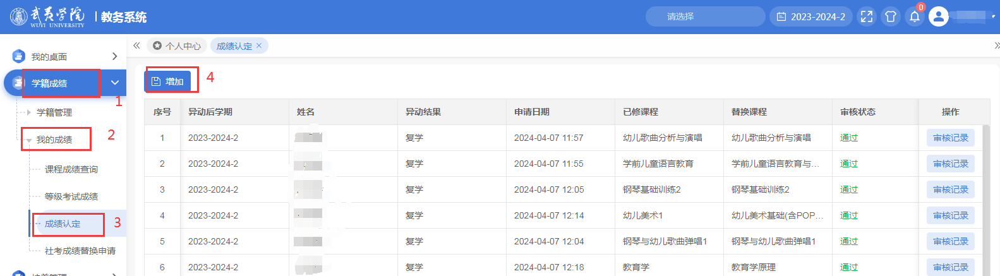 武夷学院 WUYI UNIVERSITY 教务系统 请选择 2023-2024-2 0
我的桌面
学籍成绩
1
学籍管理
我的成绩 2
课程成绩查询
等级考试成绩
成绩认定 3
社考成绩替换申请
个人中心 成绩认定 ×
增加 4
序号 异动后学期 姓名 异动结果 申请日期 已修课程 替换课程 审核状态 操作
1 2023-2024-2 复学 2024-04-07 11:57 幼儿歌曲分析与演唱 幼儿歌曲分析与演唱 通过 审核记录
2 2023-2024-2 复学 2024-04-07 11:55 学前儿童语言教育 学前儿童语言教育与... 通过 审核记录
3 2023-2024-2 复学 2024-04-07 12:05 钢琴基础训练2 钢琴基础训练2 通过 审核记录
4 2023-2024-2 复学 2024-04-07 12:14 幼儿美术1 幼儿美术基础(含POP... 通过 审核记录
5 2023-2024-2 复学 2024-04-07 12:04 钢琴与幼儿歌曲弹唱1 钢琴与幼儿歌曲弹唱1 通过 审核记录
6 2023-2024-2 复学 2024-04-07 12:18 教育学 教育学原理 通过 审核记录